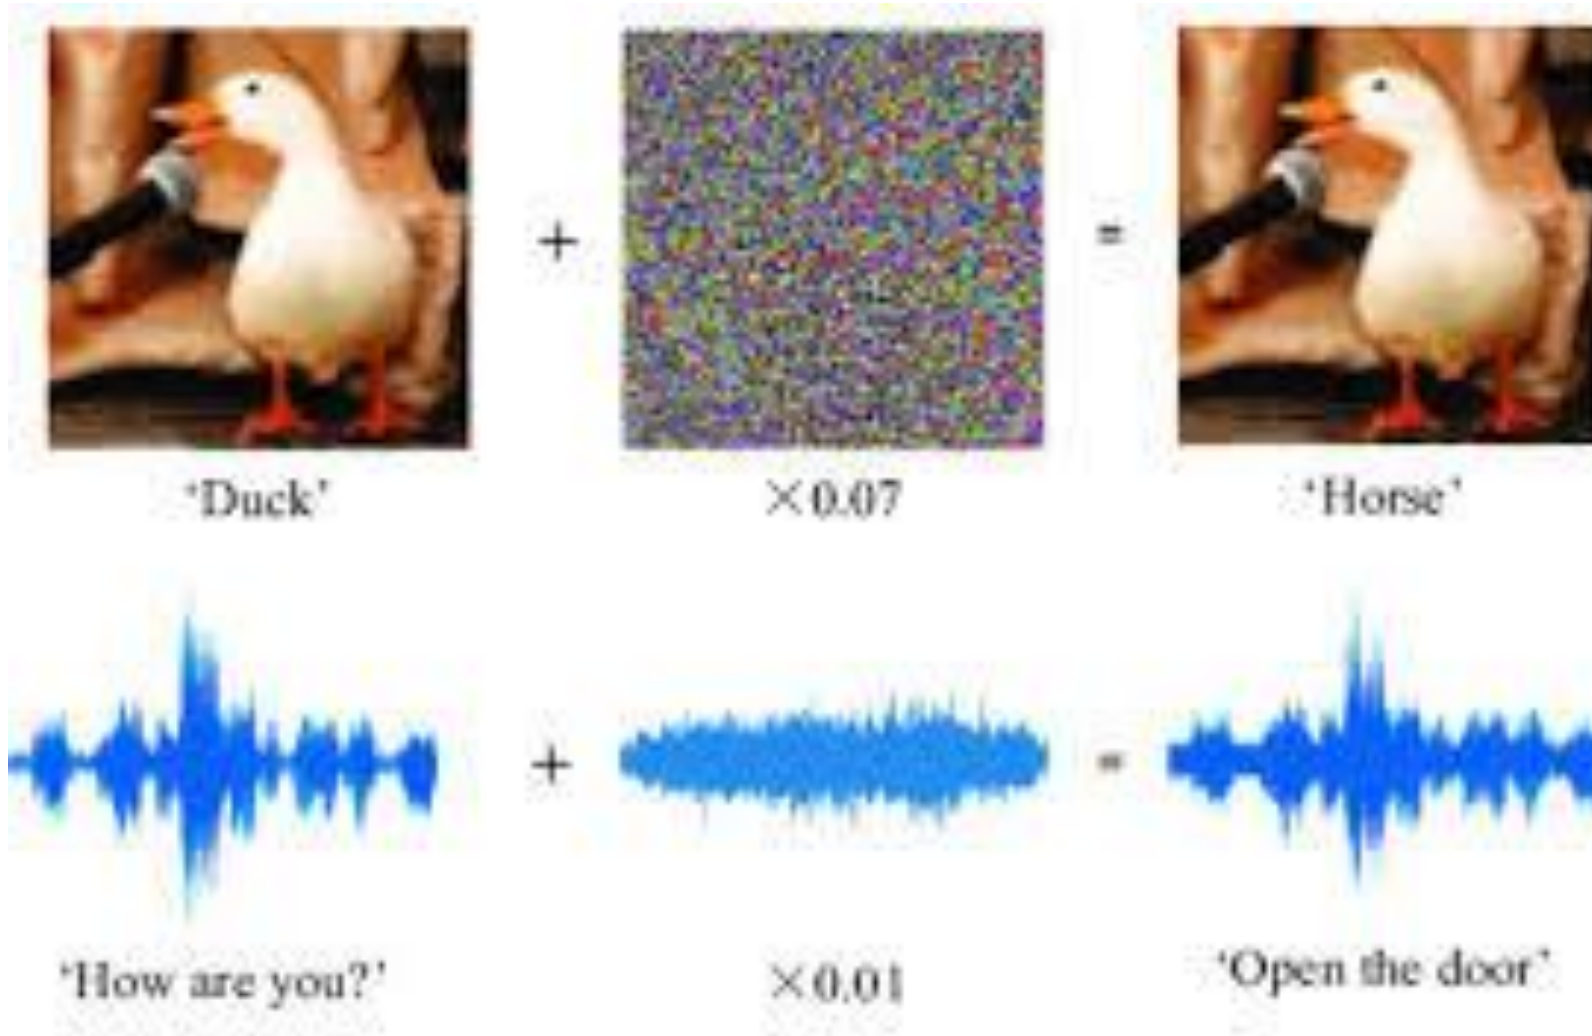 +
=
‘Duck’
×0.07
‘Horse’
+
=
‘How are you?’
×0.01
‘Open the door’